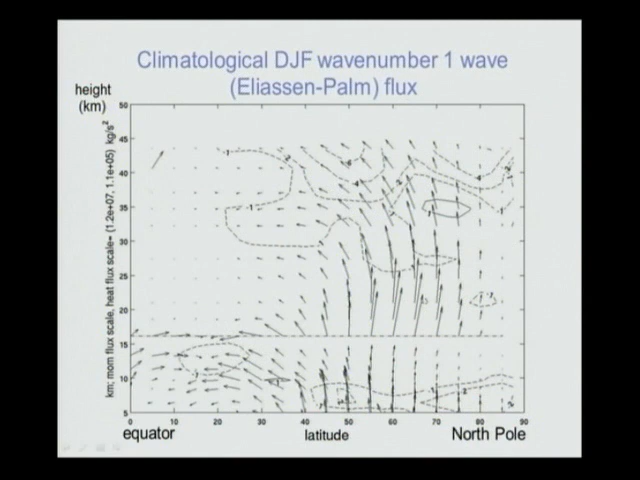 Climatological DJF wavenumber 1 wave
(Eliassen-Palm) flux
height
(km)
km; mom flux scale, heat flux scale= (1.2e+07, 1.1e+05) kg/s²
50
45
40
35
30
25
20
15
10
5
0 10 20 30 40 50 60 70 80 90
equator latitude North Pole